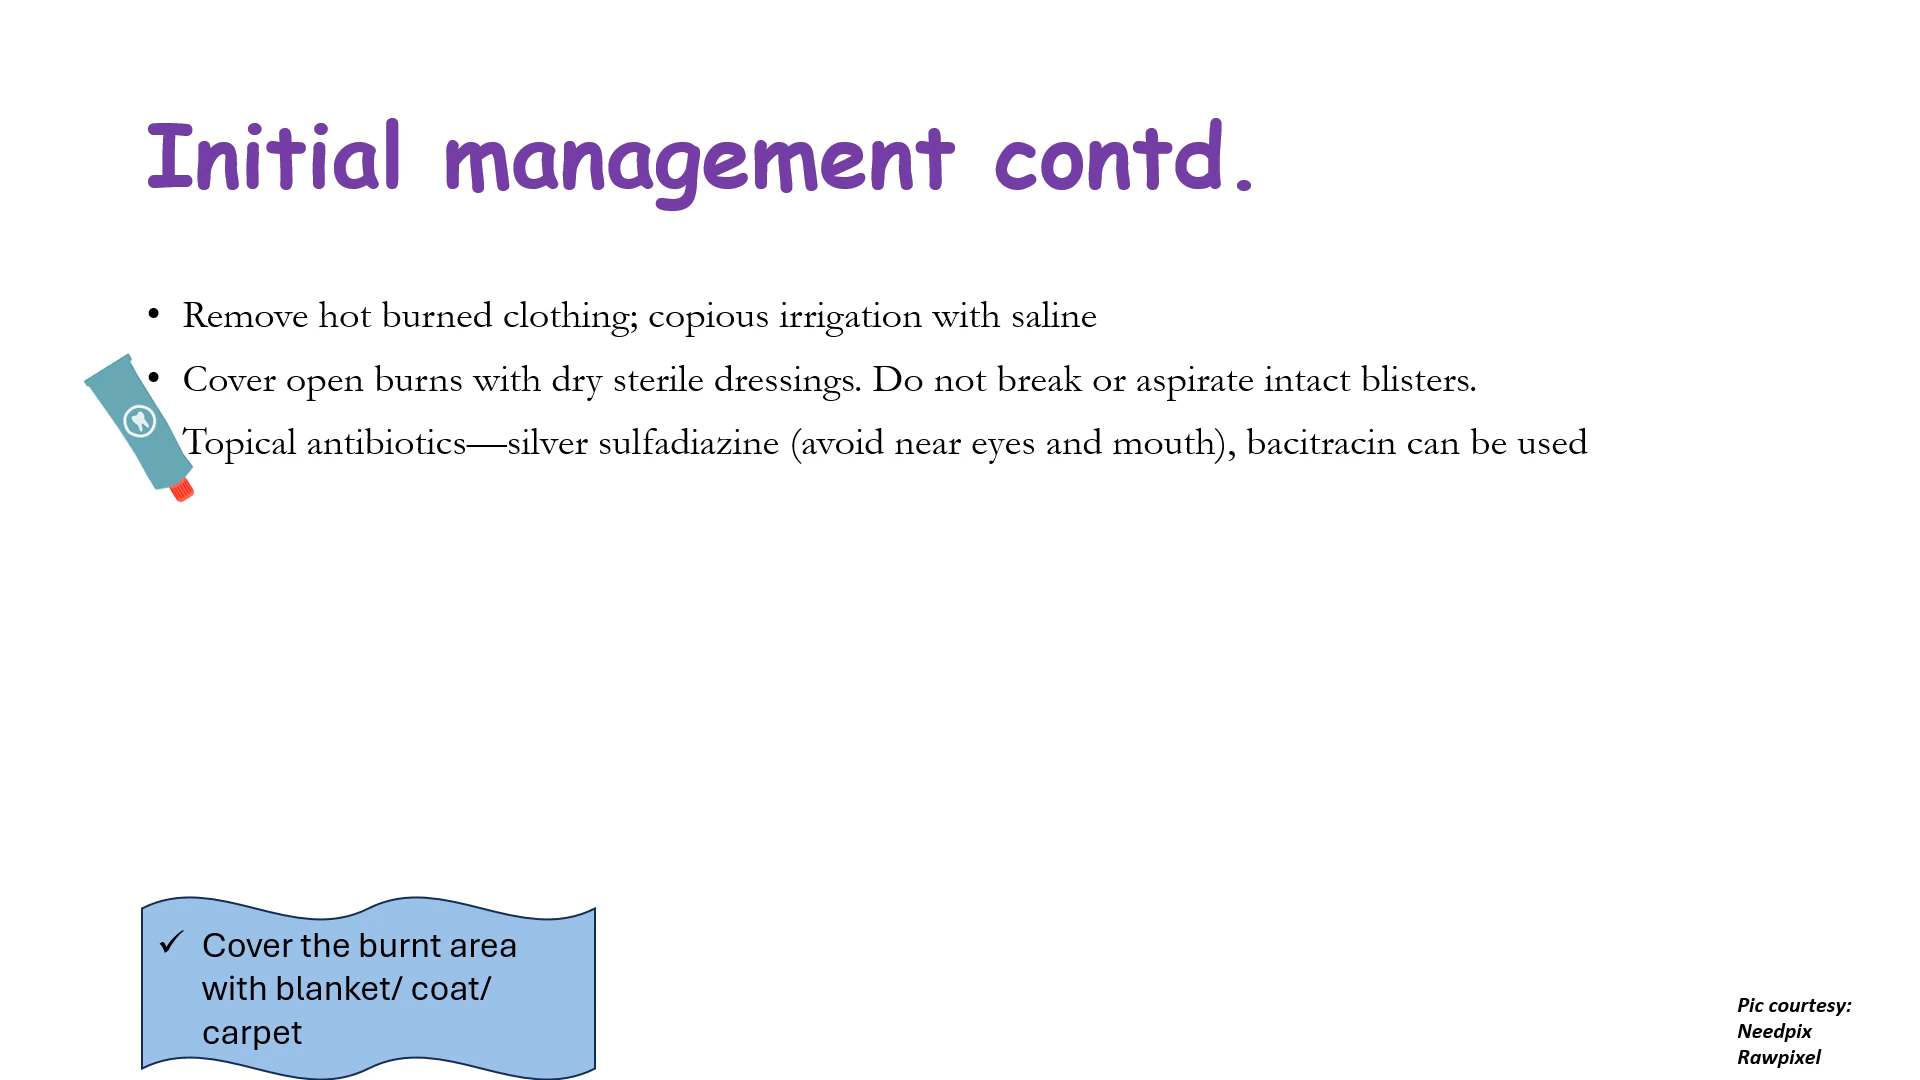 Initial management contd.
• Remove hot burned clothing; copious irrigation with saline
• Cover open burns with dry sterile dressings. Do not break or aspirate intact blisters.
Topical antibiotics—silver sulfadiazine (avoid near eyes and mouth), bacitracin can be used
✓ Cover the burnt area
with blanket/ coat/
carpet
Pic courtesy:
Needpix
Rawpixel